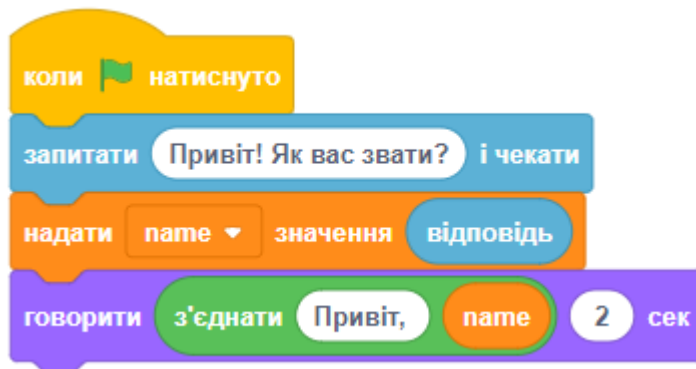 коли натиснуто
запитати Привіт! Як вас звати? і чекати
надати name значення відповідь
говорити з'єднати Привіт, name 2 сек